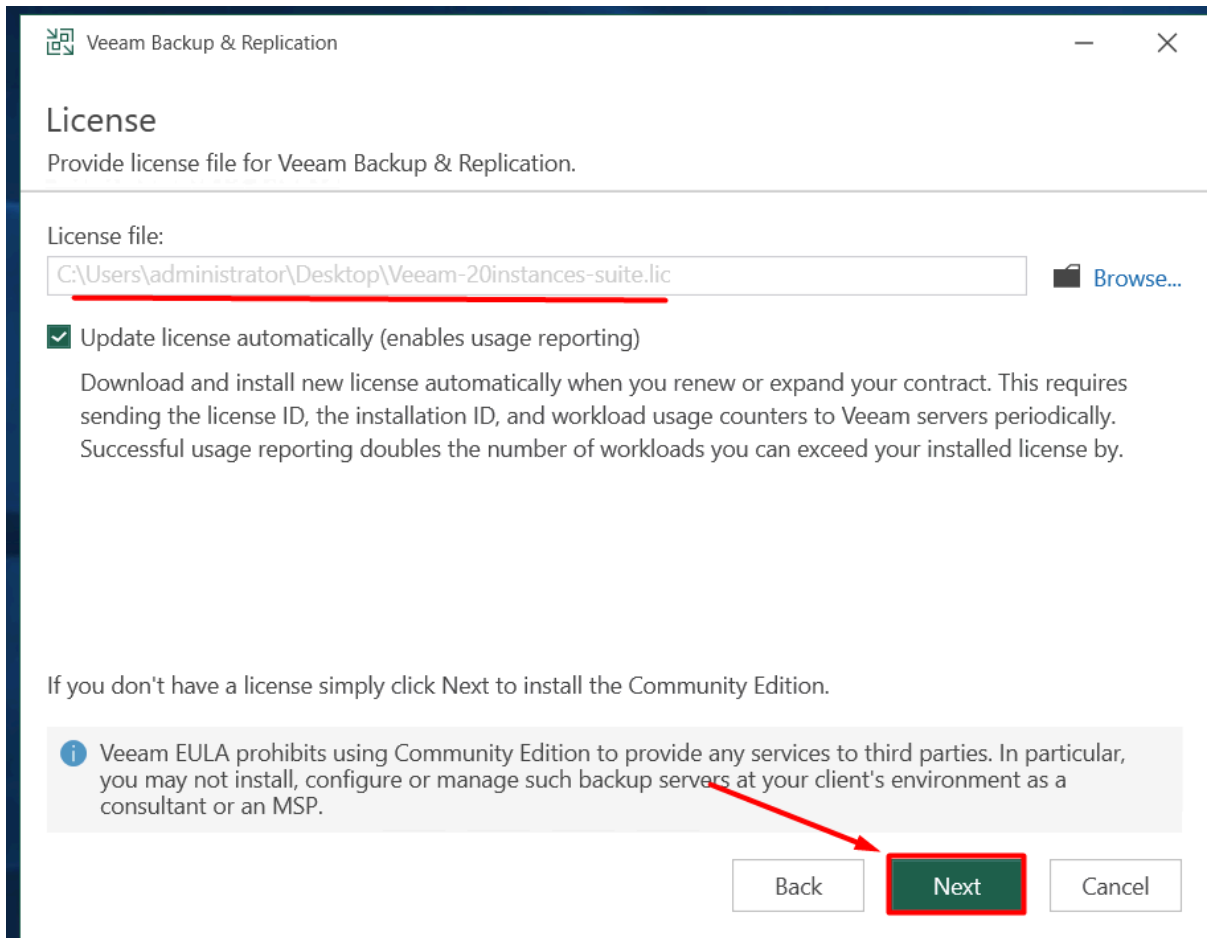 Veeam Backup & Replication
License
Provide license file for Veeam Backup & Replication.
License file:
C:\Users\administrator\Desktop\Veeam-20instances-suite.lic
Browse...
Update license automatically (enables usage reporting)
Download and install new license automatically when you renew or expand your contract. This requires
sending the license ID, the installation ID, and workload usage counters to Veeam servers periodically.
Successful usage reporting doubles the number of workloads you can exceed your installed license by.
If you don't have a license simply click Next to install the Community Edition.
Veeam EULA prohibits using Community Edition to provide any services to third parties. In particular,
you may not install, configure or manage such backup servers at your client's environment as a
consultant or an MSP.
Back
Next
Cancel